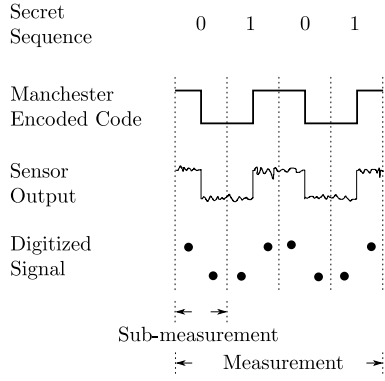 Secret
Sequence
0 1 0 1
Manchester
Encoded Code
Sensor
Output
Digitized
Signal
Sub-measurement
Measurement